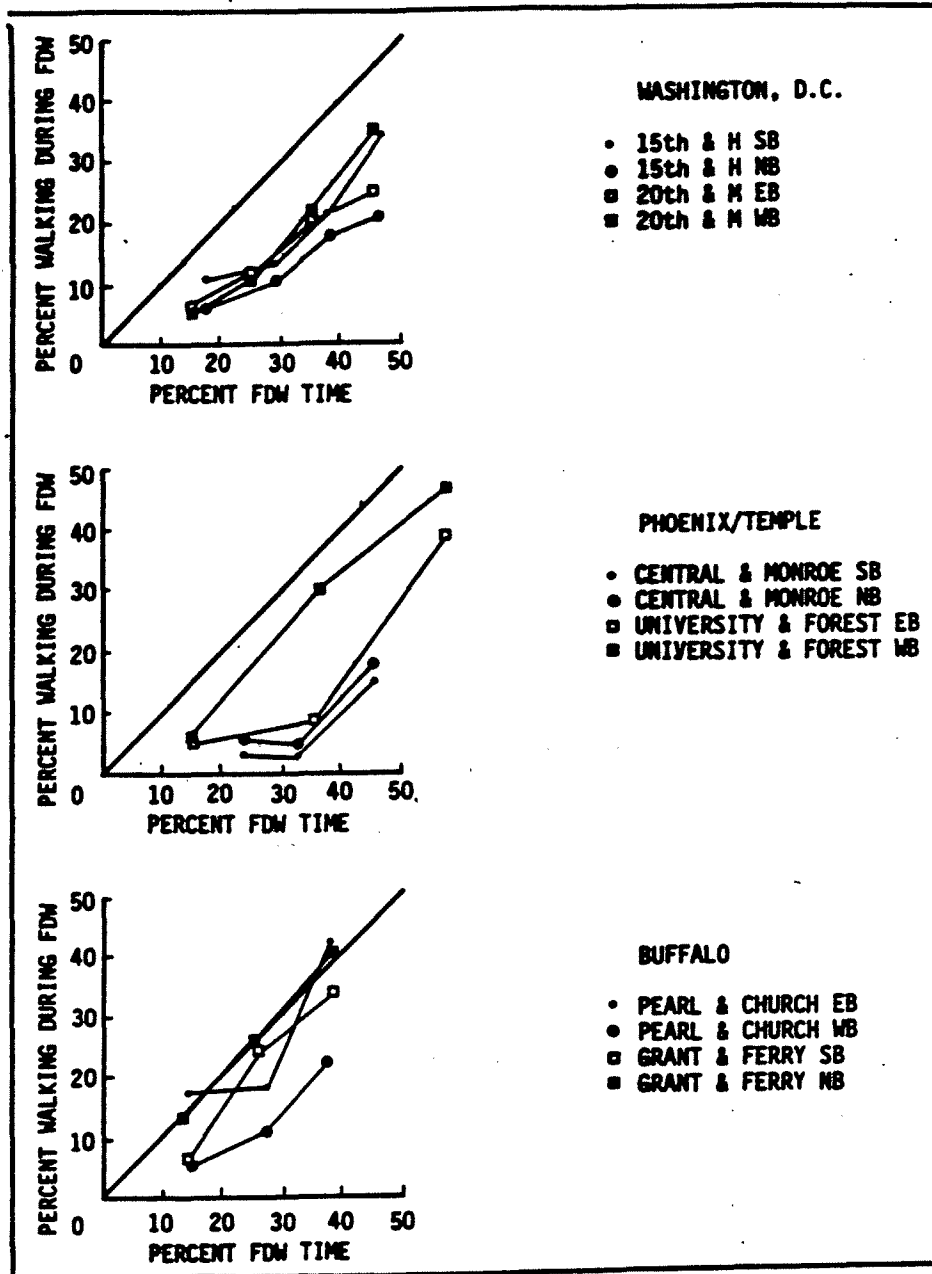 PERCENT WALKING DURING FDW
50
40
30
20
10
0
10 20 30 40 50
PERCENT FDW TIME
WASHINGTON, D.C.
15th & H SB
15th & H NB
20th & M EB
20th & M WB
PERCENT WALKING DURING FDW
50
40
30
20
10
0
10 20 30 40 50
PERCENT FDW TIME
PHOENIX/TEMPLE
CENTRAL & MONROE SB
CENTRAL & MONROE NB
UNIVERSITY & FOREST EB
UNIVERSITY & FOREST WB
PERCENT WALKING DURING FDW
50
40
30
20
10
0
10 20 30 40 50
PERCENT FDW TIME
BUFFALO
PEARL & CHURCH EB
PEARL & CHURCH WB
GRANT & FERRY SB
GRANT & FERRY NB